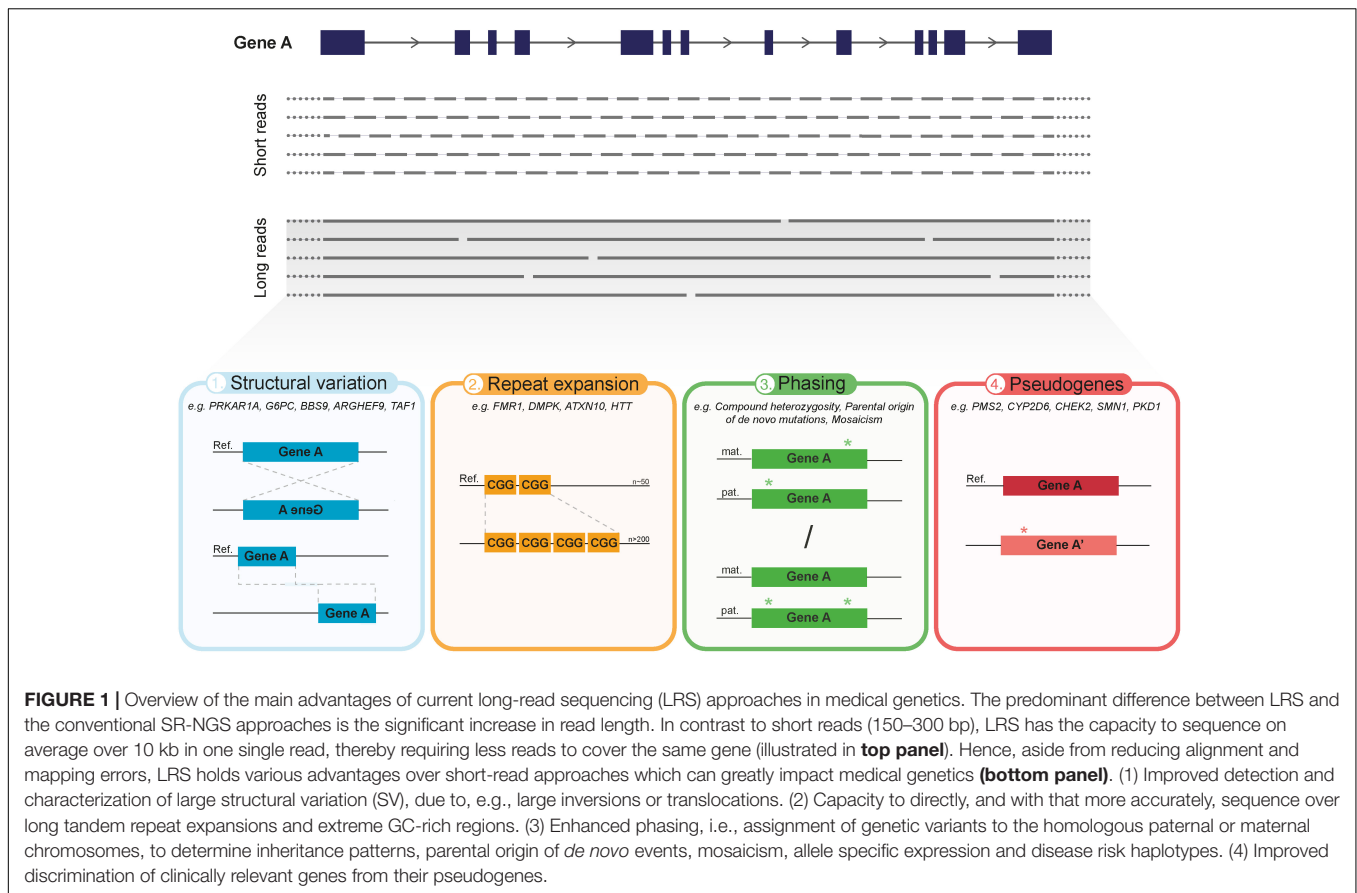 Gene A
Short reads
Long reads
1. Structural variation
e.g. PRKAR1A, G6PC, BBS9, ARGHEF9, TAF1
Ref.
Gene A
Gene A
Ref.
Gene A
Gene A
2. Repeat expansion
e.g. FMR1, DMPK, ATXN10, HTT
Ref. CGG CGG n~50
CGG CGG CGG CGG n>200
3. Phasing
e.g. Compound heterozygosity, Parental origin
of de novo mutations, Mosaicism
*
mat. Gene A
*
pat. Gene A
/
mat. Gene A
* *
pat. Gene A
4. Pseudogenes
e.g. PMS2, CYP2D6, CHEK2, SMN1, PKD1
Ref. Gene A
*
Gene A'
FIGURE 1 | Overview of the main advantages of current long-read sequencing (LRS) approaches in medical genetics. The predominant difference between LRS and
the conventional SR-NGS approaches is the significant increase in read length. In contrast to short reads (150–300 bp), LRS has the capacity to sequence on
average over 10 kb in one single read, thereby requiring less reads to cover the same gene (illustrated in top panel). Hence, aside from reducing alignment and
mapping errors, LRS holds various advantages over short-read approaches which can greatly impact medical genetics (bottom panel). (1) Improved detection and
characterization of large structural variation (SV), due to, e.g., large inversions or translocations. (2) Capacity to directly, and with that more accurately, sequence over
long tandem repeat expansions and extreme GC-rich regions. (3) Enhanced phasing, i.e., assignment of genetic variants to the homologous paternal or maternal
chromosomes, to determine inheritance patterns, parental origin of de novo events, mosaicism, allele specific expression and disease risk haplotypes. (4) Improved
discrimination of clinically relevant genes from their pseudogenes.